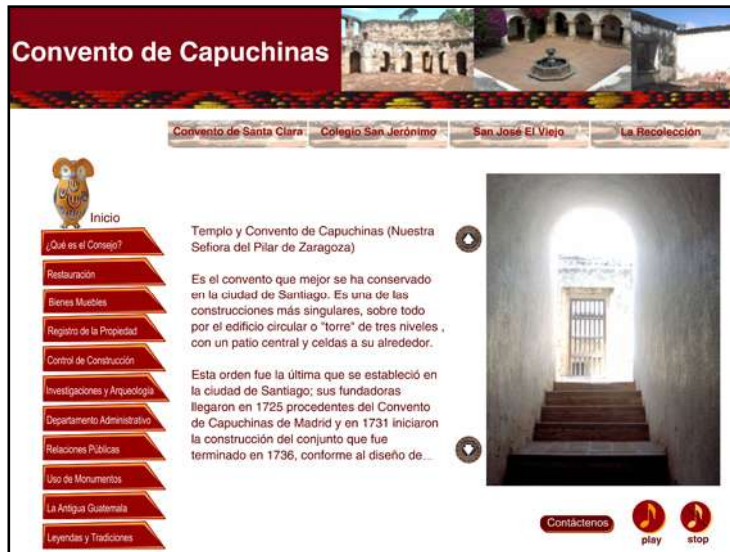 Convento de Capuchinas
Convento de Santa Clara
Colegio San Jerónimo
San José El Viejo
La Recolección
Inicio
¿Qué es el Consejo?
Restauración
Bienes Muebles
Registro de la Propiedad
Control de Construcción
Investigaciones y Arqueología
Departamento Administrativo
Relaciones Públicas
Uso de Monumentos
La Antigua Guatemala
Leyendas y Tradiciones
Templo y Convento de Capuchinas (Nuestra
Sefiora del Pilar de Zaragoza)
Es el convento que mejor se ha conservado
en la ciudad de Santiago. Es una de las
construcciones más singulares, sobre todo
por el edificio circular o "torre" de tres niveles ,
con un patio central y celdas a su alrededor.
Esta orden fue la última que se estableció en
la ciudad de Santiago; sus fundadoras
llegaron en 1725 procedentes del Convento
de Capuchinas de Madrid y en 1731 iniciaron
la construcción del conjunto que fue
terminado en 1736, conforme al diseño de...
Contáctenos
play
stop